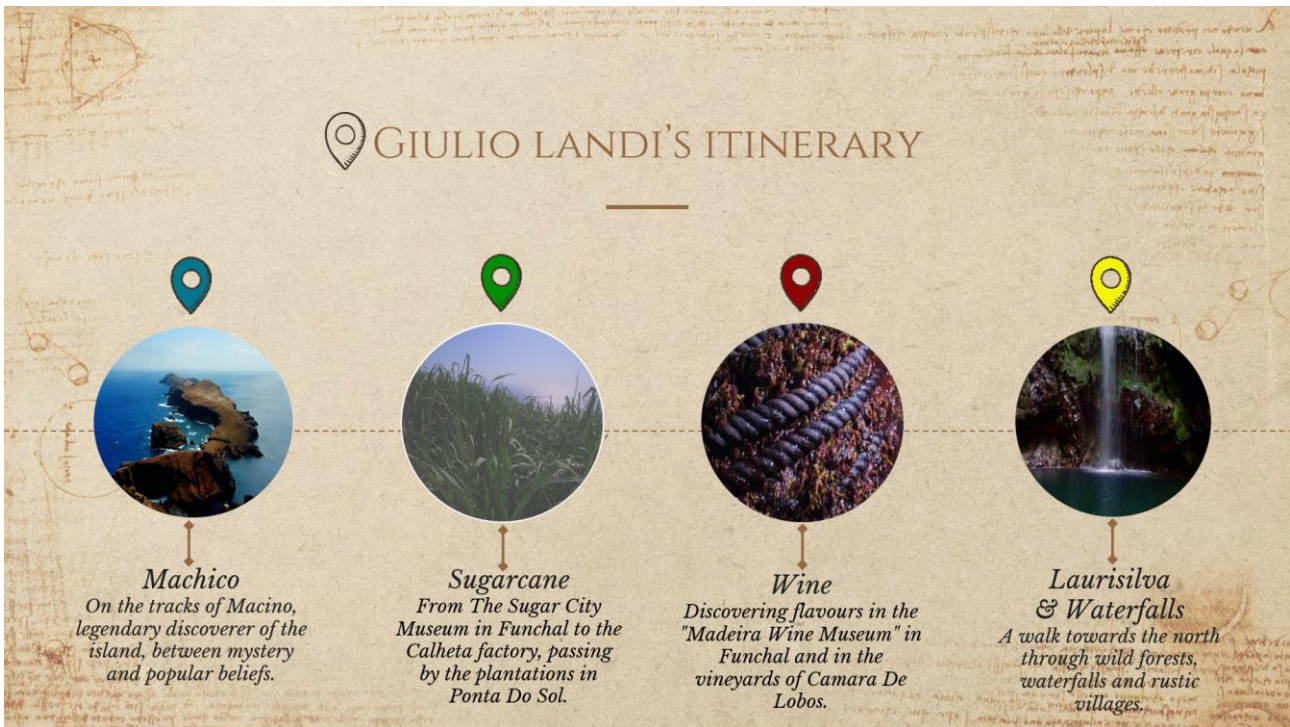 GIULIO LANDI'S ITINERARY
Machico
On the tracks of Macino,
legendary discoverer of the
island, between mystery
and popular beliefs.
Sugarcane
From The Sugar City
Museum in Funchal to the
Calheta factory, passing
by the plantations in
Ponta Do Sol.
Wine
Discovering flavours in the
"Madeira Wine Museum" in
Funchal and in the
vineyards of Camara De
Lobos.
Laurisilva
& Waterfalls
A walk towards the north
through wild forests,
waterfalls and rustic
villages.